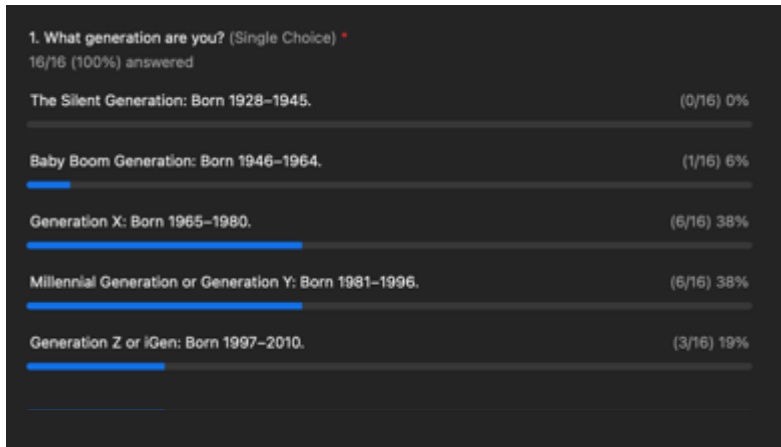 1. What generation are you? (Single Choice) *
16/16 (100%) answered
The Silent Generation: Born 1928–1945. (0/16) 0%
Baby Boom Generation: Born 1946–1964. (1/16) 6%
Generation X: Born 1965–1980. (6/16) 38%
Millennial Generation or Generation Y: Born 1981–1996. (6/16) 38%
Generation Z or iGen: Born 1997–2010. (3/16) 19%